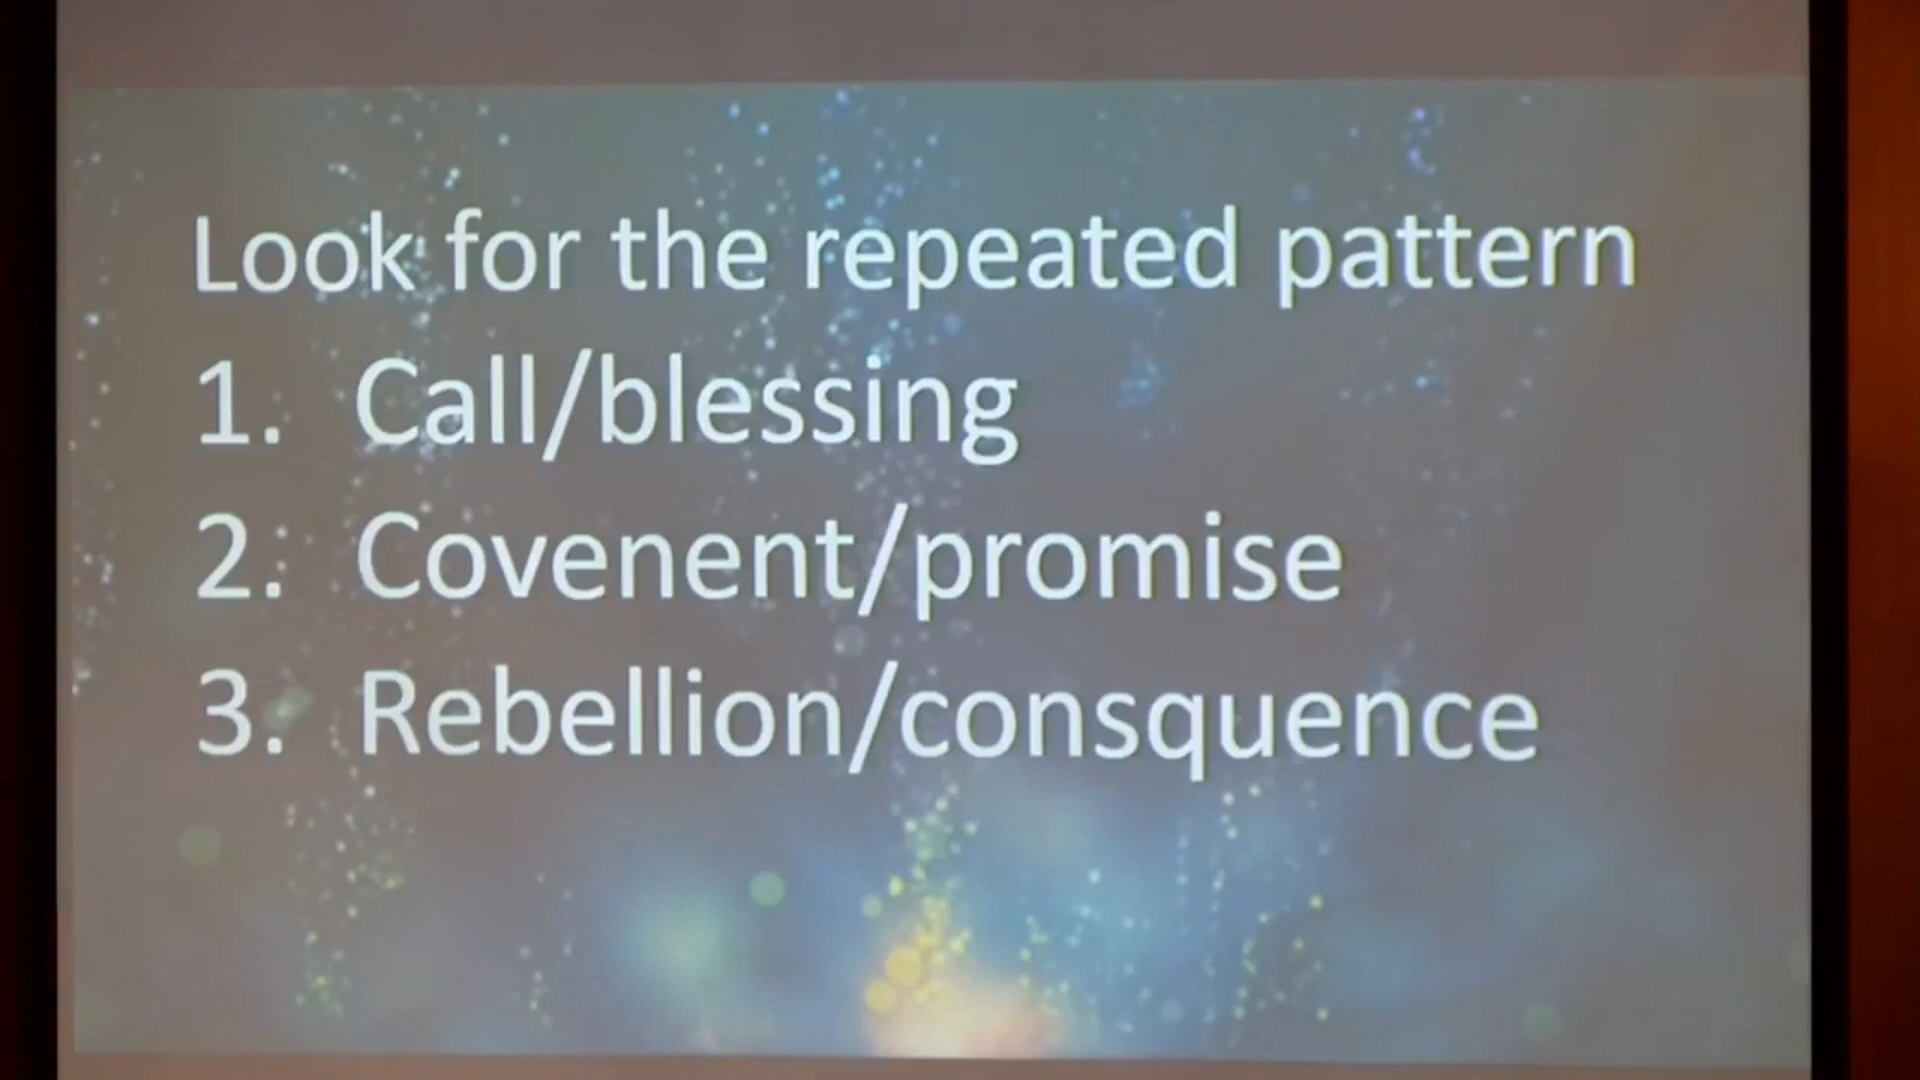 Look for the repeated pattern
1. Call/blessing
2. Covenent/promise
3. Rebellion/consquence